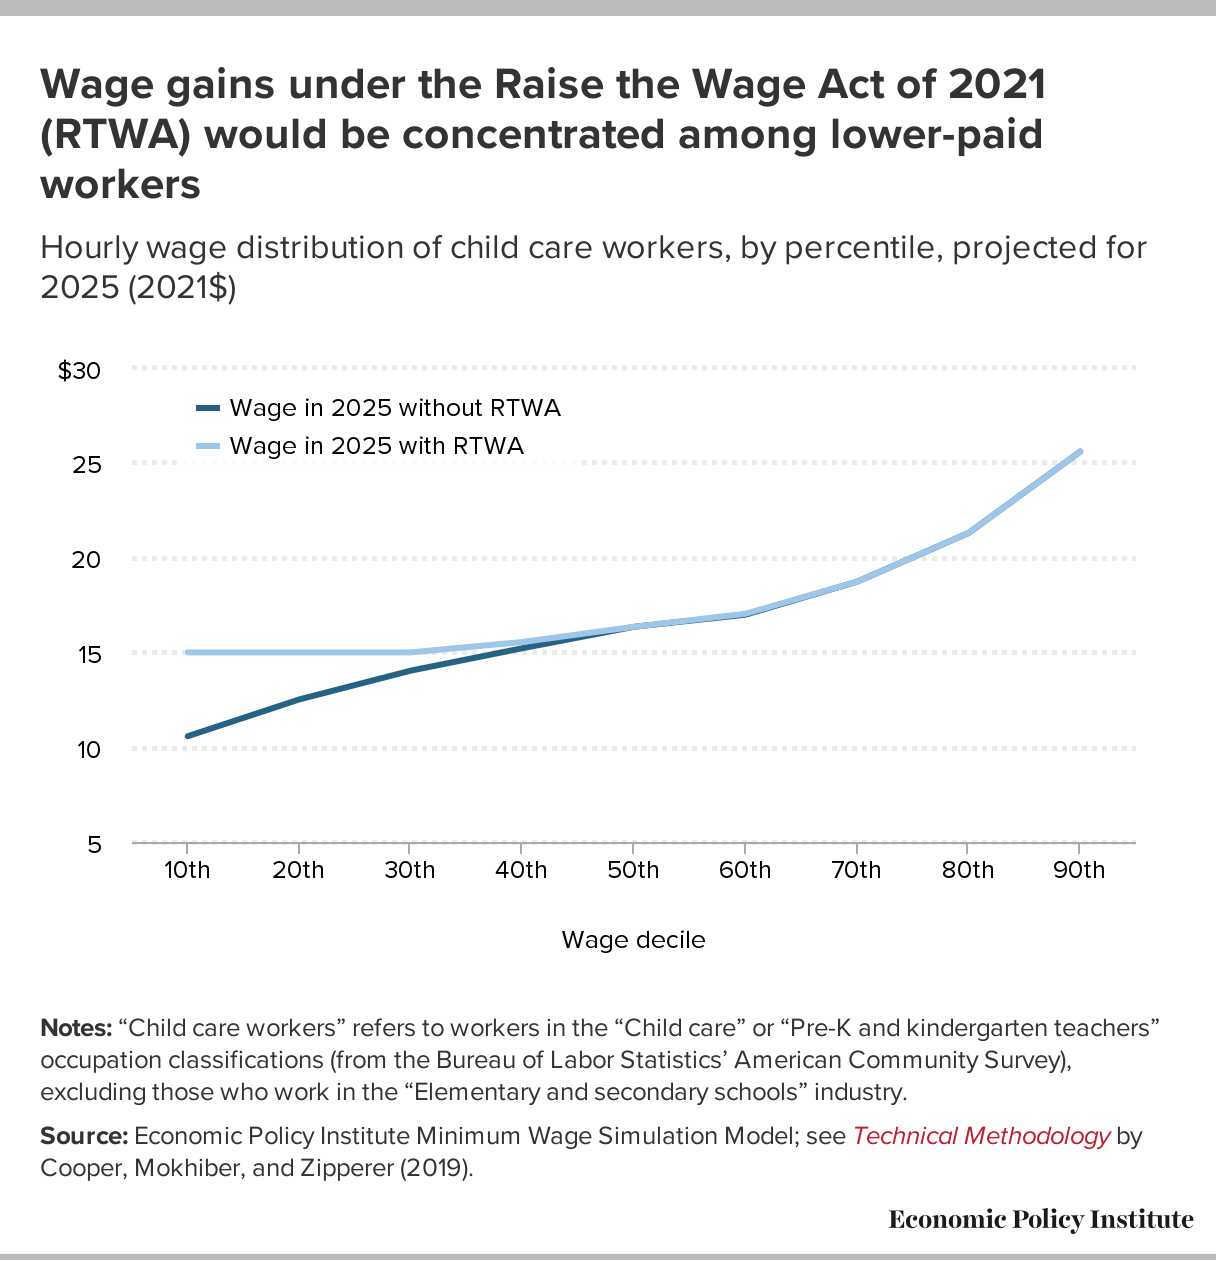 Wage gains under the Raise the Wage Act of 2021
(RTWA) would be concentrated among lower-paid
workers
Hourly wage distribution of child care workers, by percentile, projected for
2025 (2021$)
$30
Wage in 2025 without RTWA
Wage in 2025 with RTWA
25
20
15
10
5
10th 20th 30th 40th 50th 60th 70th 80th 90th
Wage decile
Notes: “Child care workers” refers to workers in the “Child care” or “Pre-K and kindergarten teachers”
occupation classifications (from the Bureau of Labor Statistics’ American Community Survey),
excluding those who work in the “Elementary and secondary schools” industry.
Source: Economic Policy Institute Minimum Wage Simulation Model; see Technical Methodology by
Cooper, Mokhiber, and Zipperer (2019).
Economic Policy Institute